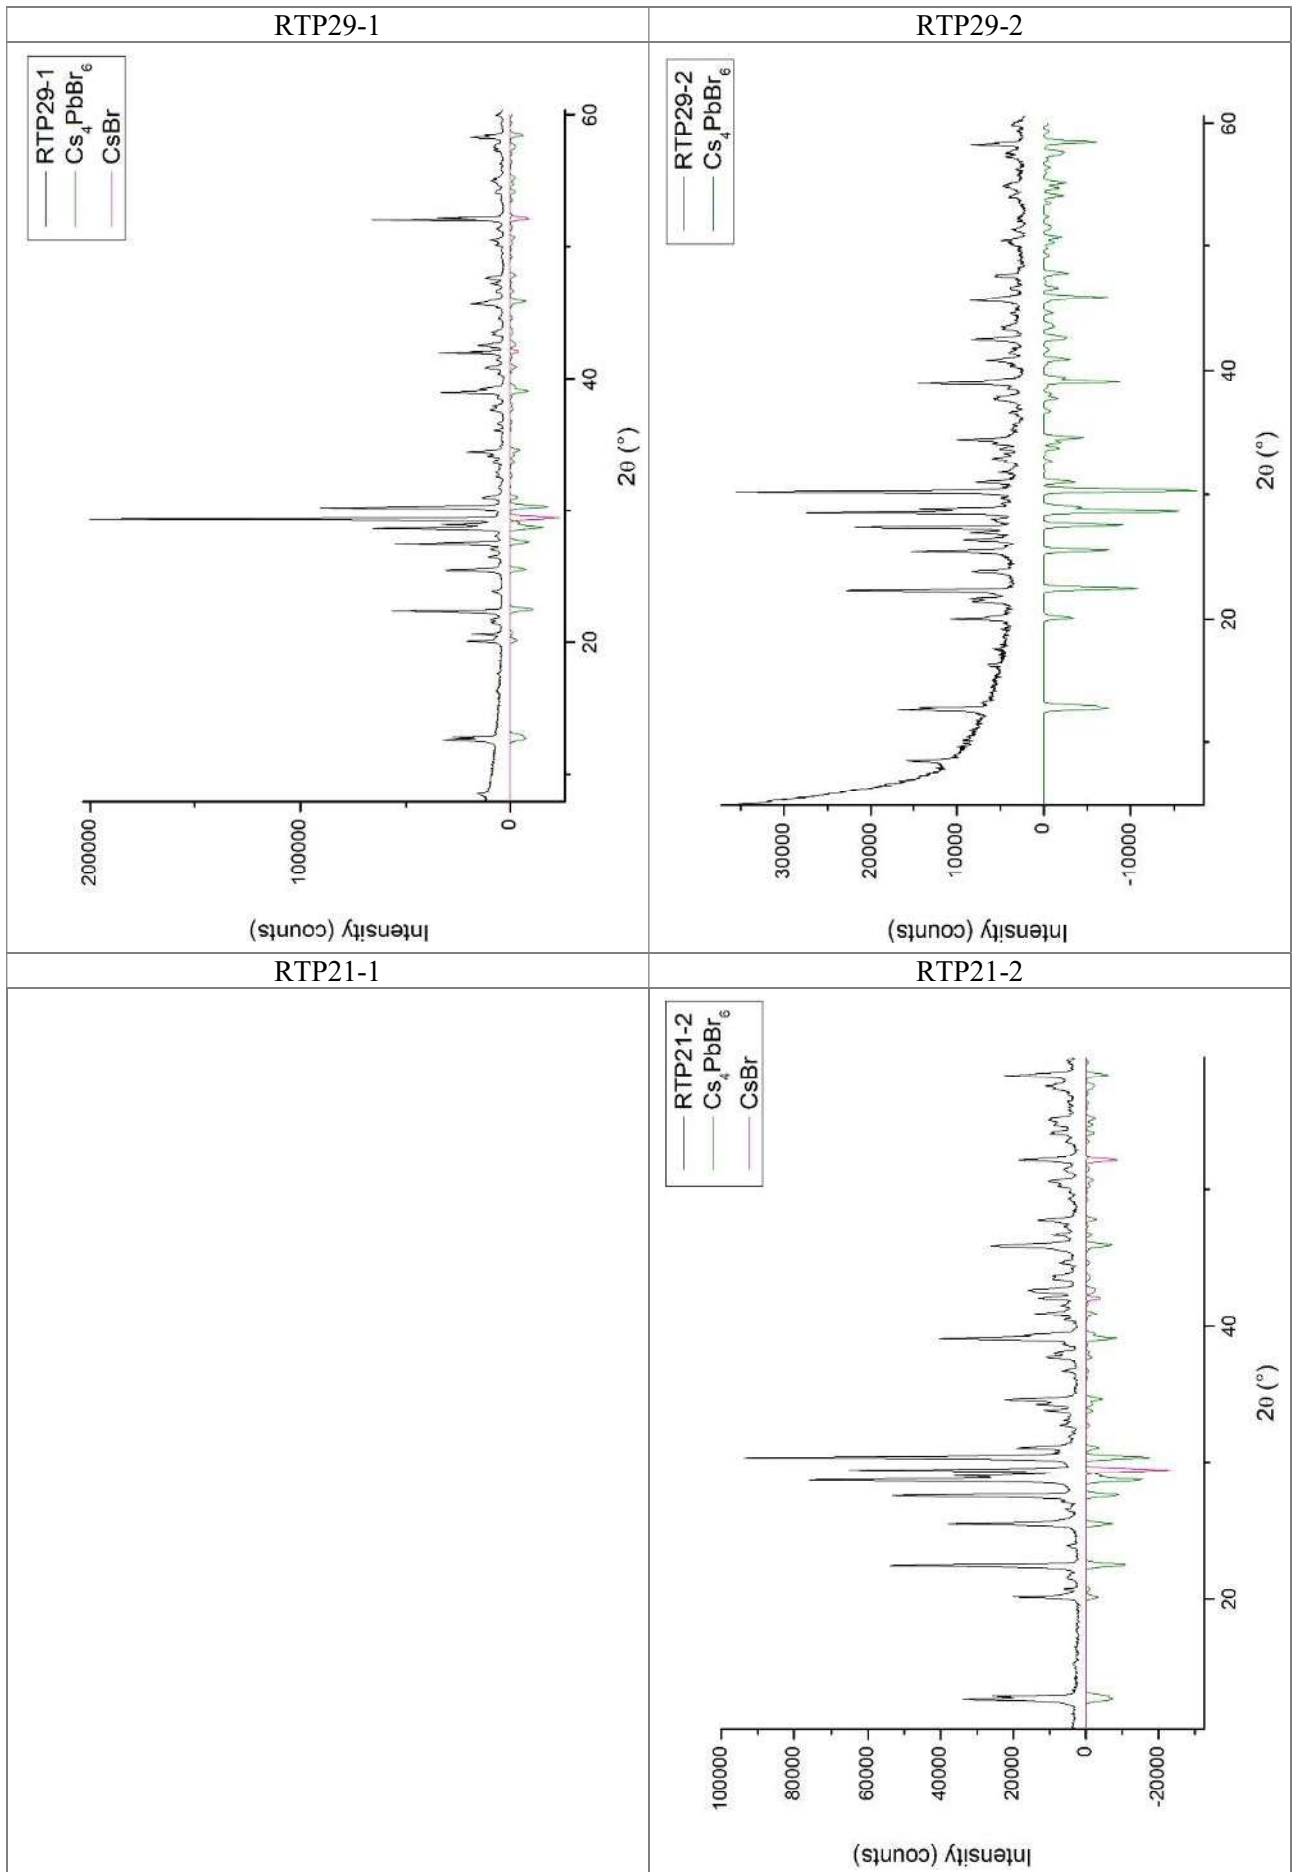 RTP29-1
RTP29-2
RTP29-1
Cs4PbBr6
CsBr
200000
100000
0
20
40
60
Intensity (counts)
2θ (°)
RTP29-2
Cs4PbBr6
30000
20000
10000
0
-10000
20
40
60
Intensity (counts)
2θ (°)
RTP21-1
RTP21-2
RTP21-2
Cs4PbBr6
CsBr
100000
80000
60000
40000
20000
0
-20000
20
40
Intensity (counts)
2θ (°)